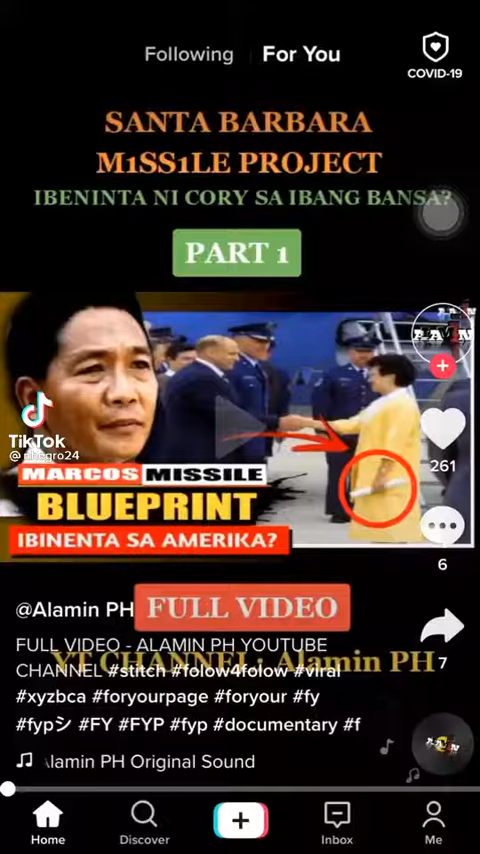 Following
For You
COVID-19
SANTA BARBARA
M1SS1LE PROJECT
IBENINTA NI CORY SA IBANG BANSA?
PART 1
TikTok
261
MARCOS MISSILE
BLUEPRINT
IBINENTA SA AMERIKA?
6
@Alamin PH
FULL VIDEO
FULL VIDEO - ALAMIN PH YOUTUBE
CHANNEL #stitch #folow4folow #viral
YT CHANNEL: Alamin PH
7
#xyzbca #foryourpage #foryour #fy
#fypシ #FY #FYP #fyp #documentary #f
Alamin PH Original Sound
Home
Discover
Inbox
Me